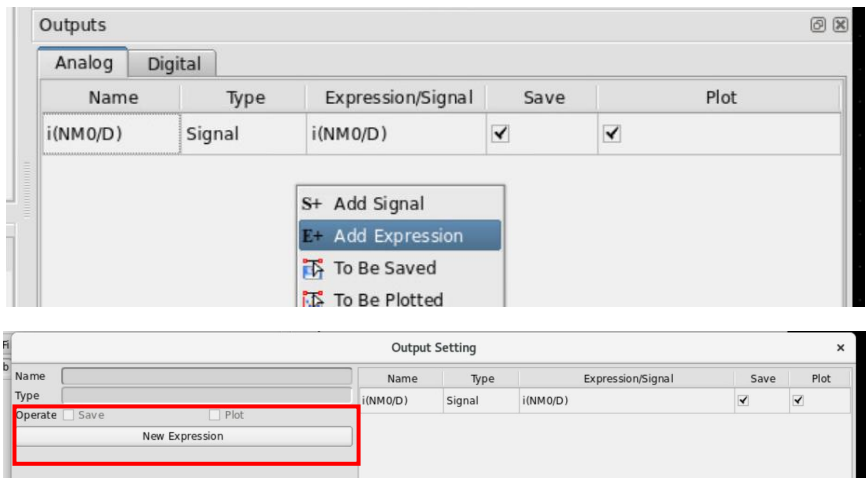 Outputs
Analog Digital
Name Type Expression/Signal Save Plot
i(NM0/D) Signal i(NM0/D)
S+ Add Signal
E+ Add Expression
To Be Saved
To Be Plotted
Fi
Output Setting
b
Name
Name Type Expression/Signal Save Plot
Type
i(NM0/D) Signal i(NM0/D)
Operate Save Plot
New Expression